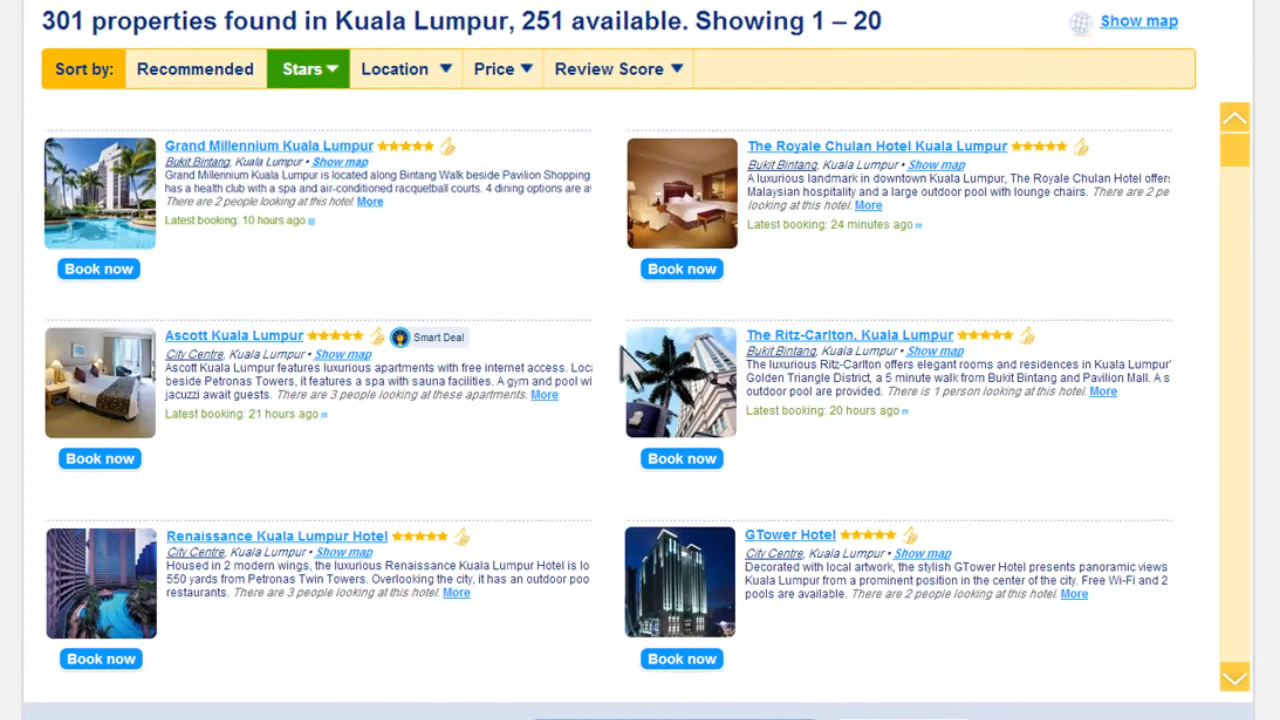 301 properties found in Kuala Lumpur, 251 available. Showing 1 – 20
Show map
Sort by: Recommended Stars Location Price Review Score
Grand Millennium Kuala Lumpur
Bukit Bintang, Kuala Lumpur • Show map
Grand Millennium Kuala Lumpur is located along Bintang Walk beside Pavilion Shopping
has a health club with a spa and air-conditioned racquetball courts. 4 dining options are av
There are 2 people looking at this hotel. More
Latest booking: 10 hours ago
Book now
The Royale Chulan Hotel Kuala Lumpur
Bukit Bintang, Kuala Lumpur • Show map
A luxurious landmark in downtown Kuala Lumpur, The Royale Chulan Hotel offers
Malaysian hospitality and a large outdoor pool with lounge chairs. There are 2 pe
looking at this hotel. More
Latest booking: 24 minutes ago
Book now
Ascott Kuala Lumpur Smart Deal
City Centre, Kuala Lumpur • Show map
Ascott Kuala Lumpur features luxurious apartments with free internet access. Loca
beside Petronas Towers, it features a spa with sauna facilities. A gym and pool wi
jacuzzi await guests. There are 3 people looking at these apartments. More
Latest booking: 21 hours ago
Book now
The Ritz-Carlton, Kuala Lumpur
Bukit Bintang, Kuala Lumpur • Show map
The luxurious Ritz-Carlton offers elegant rooms and residences in Kuala Lumpur'
Golden Triangle District, a 5 minute walk from Bukit Bintang and Pavilion Mall. A s
outdoor pool are provided. There is 1 person looking at this hotel. More
Latest booking: 20 hours ago
Book now
Renaissance Kuala Lumpur Hotel
City Centre, Kuala Lumpur • Show map
Housed in 2 modern wings, the luxurious Renaissance Kuala Lumpur Hotel is lo
550 yards from Petronas Twin Towers. Overlooking the city, it has an outdoor poo
restaurants. There are 3 people looking at this hotel. More
Book now
GTower Hotel
City Centre, Kuala Lumpur • Show map
Decorated with local artwork, the stylish GTower Hotel presents panoramic views
Kuala Lumpur from a prominent position in the center of the city. Free Wi-Fi and 2
pools are available. There are 2 people looking at this hotel. More
Book now